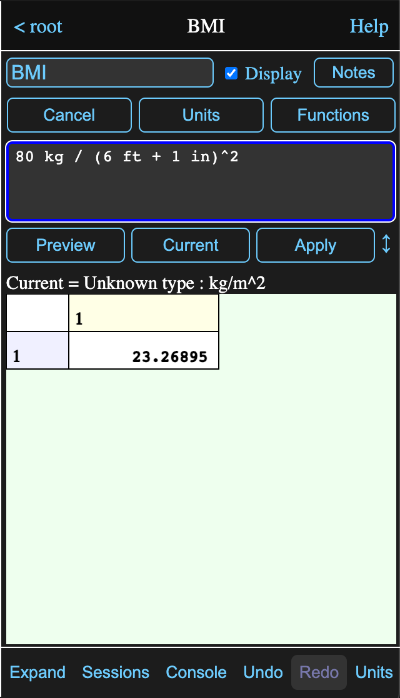 < root BMI Help
BMI Display Notes
Cancel Units Functions
80 kg / (6 ft + 1 in)^2
Preview Current Apply ↕
Current = Unknown type : kg/m^2
1
1 23.26895
Expand Sessions Console Undo Redo Units